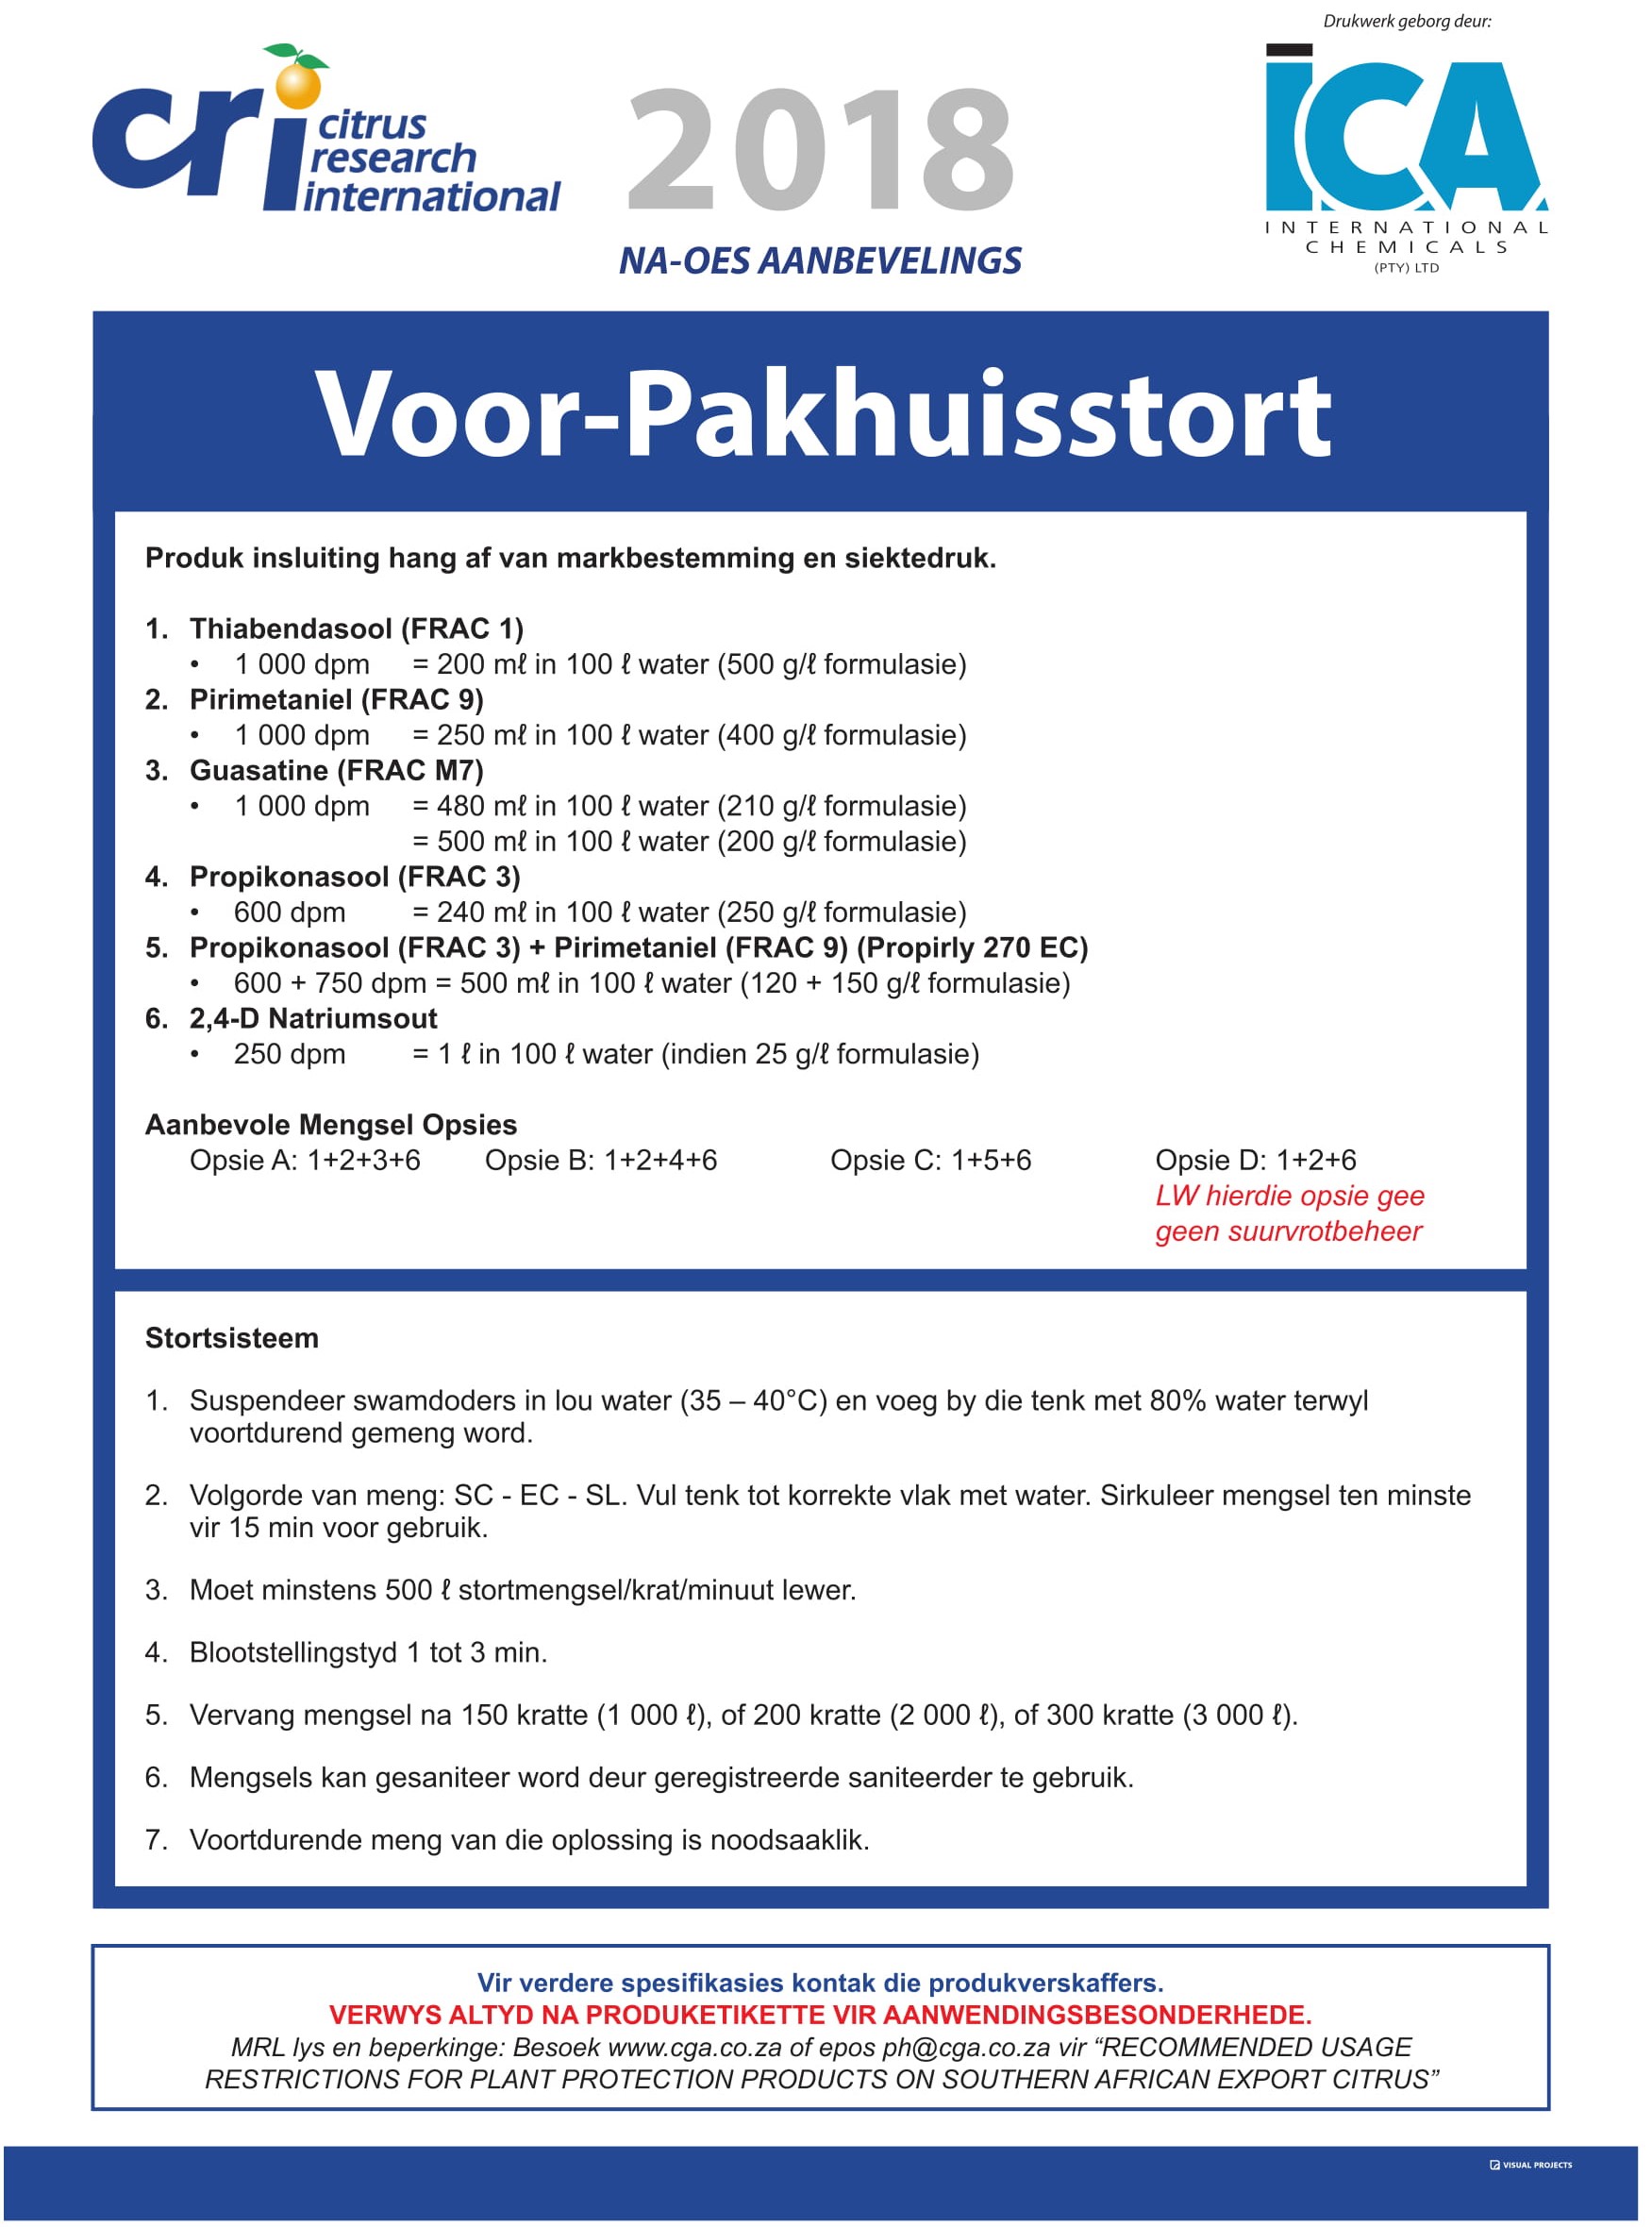 Drukwerk geborg deur:
cri citrus
research
international
2018
NA-OES AANBEVELINGS
ICA
INTERNATIONAL
CHEMICALS
(PTY) LTD
Voor-Pakhuisstort
Produk insluiting hang af van markbestemming en siektedruk.
1. Thiabendasool (FRAC 1)
• 1 000 dpm = 200 mℓ in 100 ℓ water (500 g/ℓ formulasie)
2. Pirimetaniel (FRAC 9)
• 1 000 dpm = 250 mℓ in 100 ℓ water (400 g/ℓ formulasie)
3. Guasatine (FRAC M7)
• 1 000 dpm = 480 mℓ in 100 ℓ water (210 g/ℓ formulasie)
= 500 mℓ in 100 ℓ water (200 g/ℓ formulasie)
4. Propikonasool (FRAC 3)
• 600 dpm = 240 mℓ in 100 ℓ water (250 g/ℓ formulasie)
5. Propikonasool (FRAC 3) + Pirimetaniel (FRAC 9) (Propirly 270 EC)
• 600 + 750 dpm = 500 mℓ in 100 ℓ water (120 + 150 g/ℓ formulasie)
6. 2,4-D Natriumsout
• 250 dpm = 1 ℓ in 100 ℓ water (indien 25 g/ℓ formulasie)
Aanbevole Mengsel Opsies
Opsie A: 1+2+3+6 Opsie B: 1+2+4+6 Opsie C: 1+5+6 Opsie D: 1+2+6
LW hierdie opsie gee
geen suurvrotbeheer
Stortsisteem
1. Suspendeer swamdoders in lou water (35 – 40°C) en voeg by die tenk met 80% water terwyl
voortdurend gemeng word.
2. Volgorde van meng: SC - EC - SL. Vul tenk tot korrekte vlak met water. Sirkuleer mengsel ten minste
vir 15 min voor gebruik.
3. Moet minstens 500 ℓ stortmengsel/krat/minuut lewer.
4. Blootstellingstyd 1 tot 3 min.
5. Vervang mengsel na 150 kratte (1 000 ℓ), of 200 kratte (2 000 ℓ), of 300 kratte (3 000 ℓ).
6. Mengsels kan gesaniteer word deur geregistreerde saniteerder te gebruik.
7. Voortdurende meng van die oplossing is noodsaaklik.
Vir verdere spesifikasies kontak die produkverskaffers.
VERWYS ALTYD NA PRODUKETIKETTE VIR AANWENDINGSBESONDERHEDE.
MRL lys en beperkinge: Besoek www.cga.co.za of epos ph@cga.co.za vir “RECOMMENDED USAGE
RESTRICTIONS FOR PLANT PROTECTION PRODUCTS ON SOUTHERN AFRICAN EXPORT CITRUS”
VISUAL PROJECTS